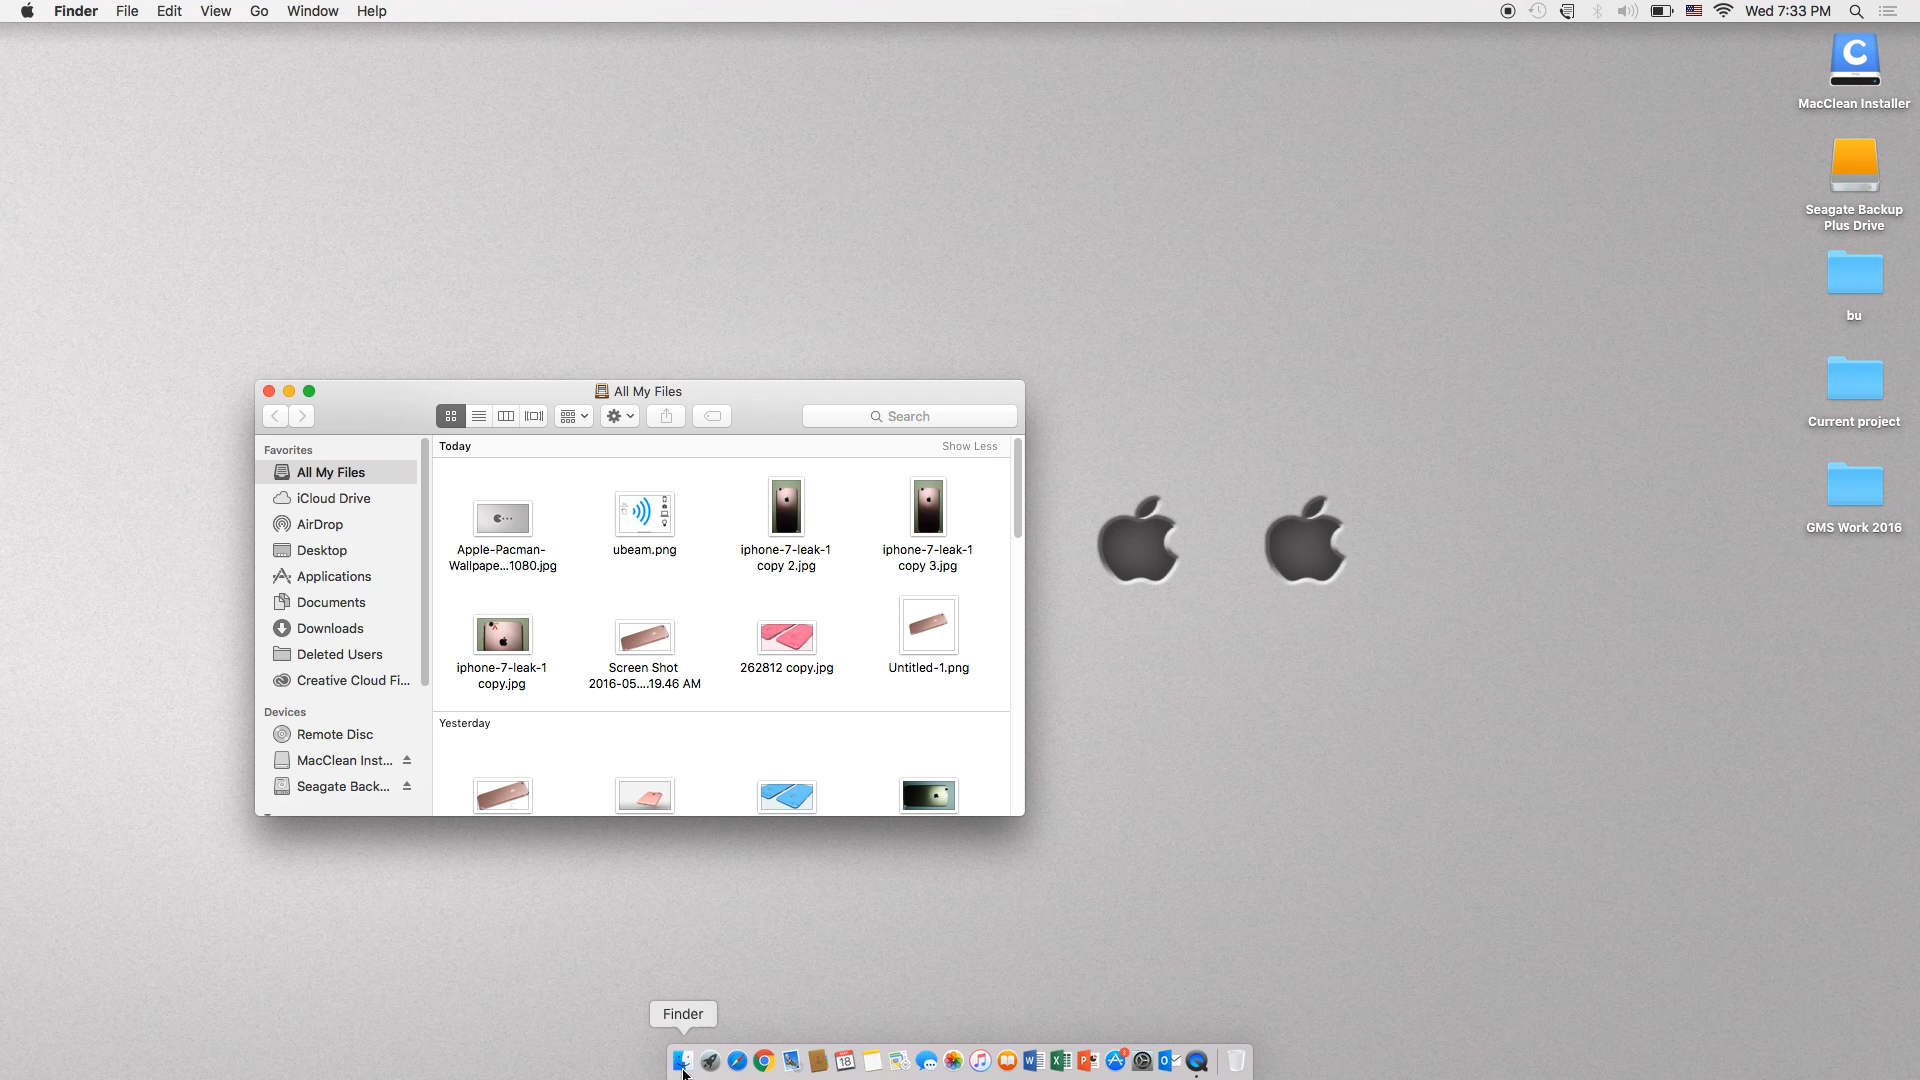 Finder File Edit View Go Window Help
Wed 7:33 PM
C
MacClean Installer
Seagate Backup
Plus Drive
bu
Current project
GMS Work 2016
All My Files
Search
Favorites
All My Files
iCloud Drive
AirDrop
Desktop
Applications
Documents
Downloads
Deleted Users
Creative Cloud Fi...
Devices
Remote Disc
MacClean Inst...
Seagate Back...
Today
Show Less
Apple-Pacman-
Wallpape...1080.jpg
ubeam.png
iphone-7-leak-1
copy 2.jpg
iphone-7-leak-1
copy 3.jpg
iphone-7-leak-1
copy.jpg
Screen Shot
2016-05....19.46 AM
262812 copy.jpg
Untitled-1.png
Yesterday
Finder
18